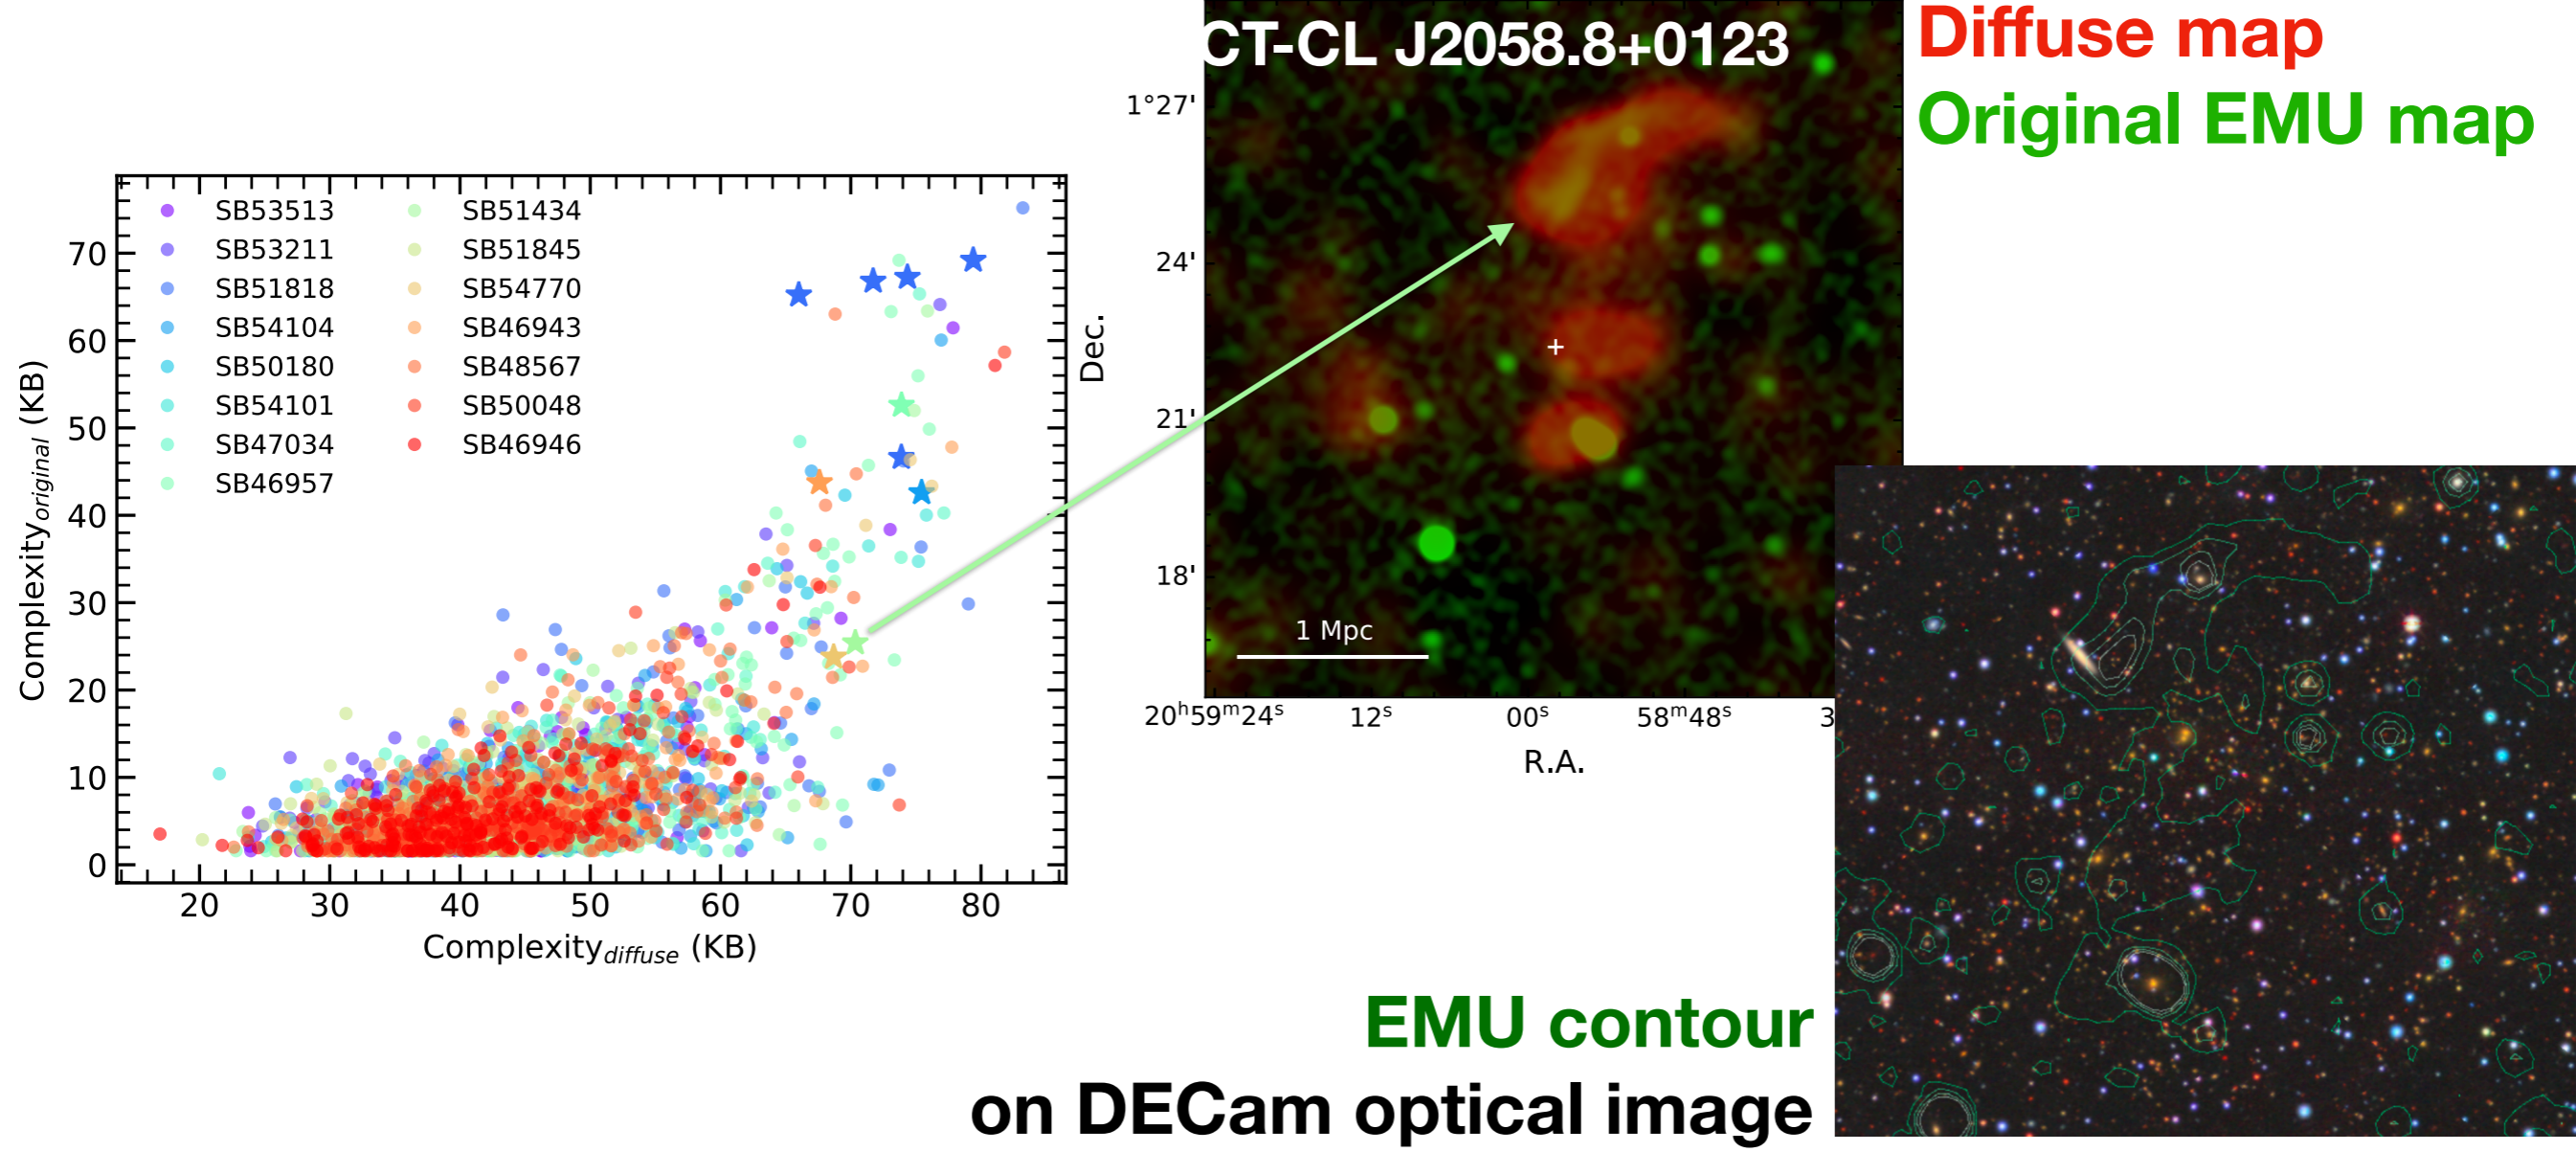 CT-CL J2058.8+0123
Diffuse map
Original EMU map
SB53513
SB53211
SB51818
SB54104
SB50180
SB54101
SB47034
SB46957
SB51434
SB51845
SB54770
SB46943
SB48567
SB50048
SB46946
70
60
50
40
30
20
10
0
Complexityoriginal (KB)
20 30 40 50 60 70 80
Complexitydiffuse (KB)
1°27'
24'
21'
18'
Dec.
+
1 Mpc
20h59m24s 12s 00s 58m48s 3
R.A.
EMU contour
on DECam optical image